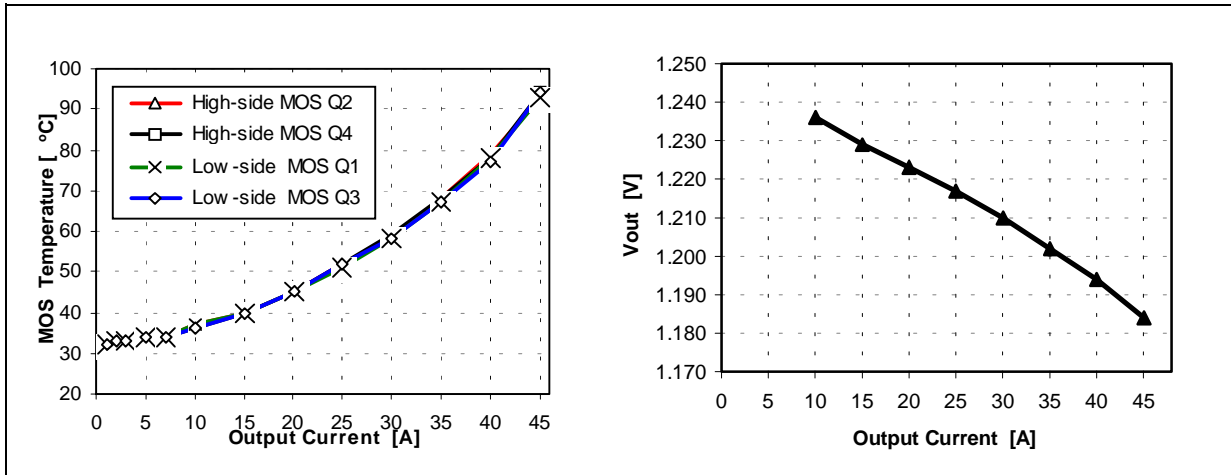 MOS Temperature [ °C]
100
90
80
70
60
50
40
30
20
High-side MOS Q2
High-side MOS Q4
Low -side MOS Q1
Low -side MOS Q3
0 5 10 15 20 25 30 35 40 45
Output Current [A]
Vout [V]
1.250
1.240
1.230
1.220
1.210
1.200
1.190
1.180
1.170
0 5 10 15 20 25 30 35 40 45
Output Current [A]